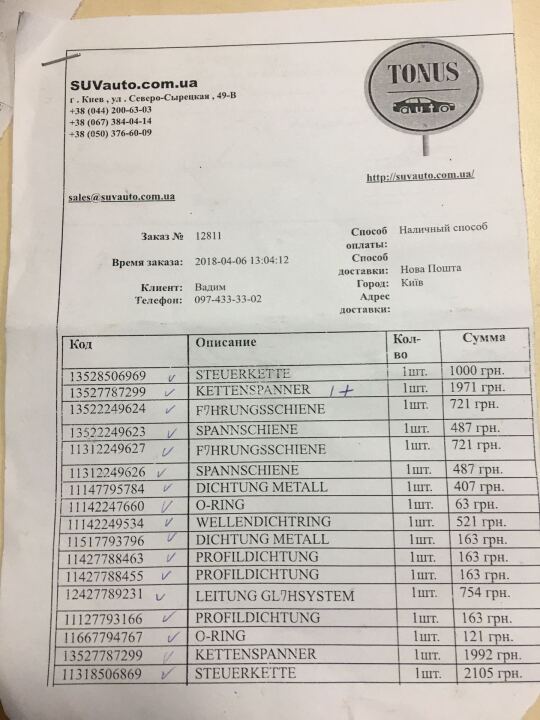 SUVauto.com.ua
г . Киев , ул . Северо-Сырецкая , 49-В
+38 (044) 200-63-03
+38 (067) 384-04-14
+38 (050) 376-60-09
TONUS
auto
http://suvauto.com.ua/
sales@suvauto.com.ua
Заказ № 12811
Способ оплаты: Наличный способ
Время заказа: 2018-04-06 13:04:12
Способ доставки: Нова Пошта
Клиент: Вадим
Город: Київ
Телефон: 097-433-33-02
Адрес доставки:
Код Описание Кол-во Сумма
13528506969 STEUERKETTE 1шт. 1000 грн.
13527787299 KETTENSPANNER 1+ 1шт. 1971 грн.
13522249624 F?HRUNGSSCHIENE 1шт. 721 грн.
13522249623 SPANNSCHIENE 1шт. 487 грн.
11312249627 F?HRUNGSSCHIENE 1шт. 721 грн.
11312249626 SPANNSCHIENE 1шт. 487 грн.
11147795784 DICHTUNG METALL 1шт. 407 грн.
11142247660 O-RING 1шт. 63 грн.
11142249534 WELLENDICHTRING 1шт. 521 грн.
11517793796 DICHTUNG METALL 1шт. 163 грн.
11427788463 PROFILDICHTUNG 1шт. 163 грн.
11427788455 PROFILDICHTUNG 1шт. 163 грн.
12427789231 LEITUNG GL?HSYSTEM 1шт. 754 грн.
11127793166 PROFILDICHTUNG 1шт. 163 грн.
11667794767 O-RING 1шт. 121 грн.
13527787299 KETTENSPANNER 1шт. 1992 грн.
11318506869 STEUERKETTE 1шт. 2105 грн.